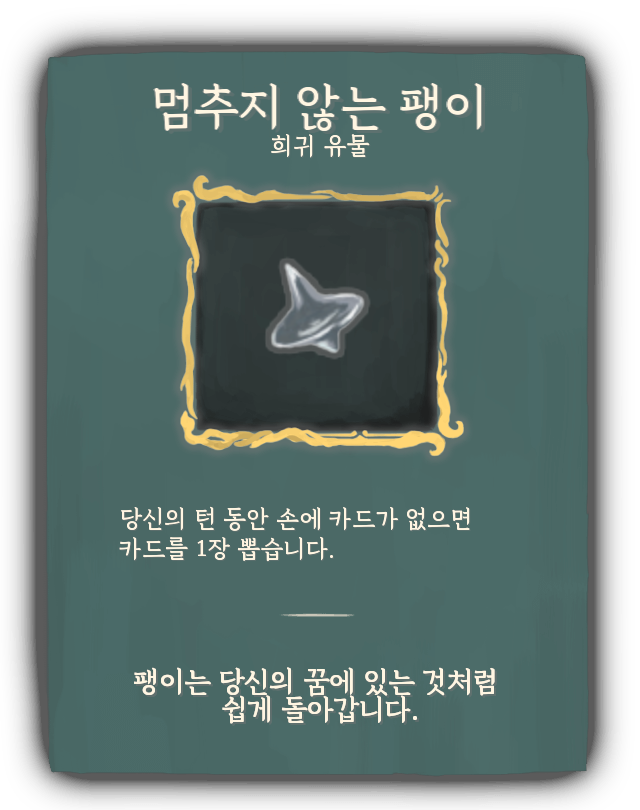 멈추지 않는 팽이
희귀 유물
당신의 턴 동안 손에 카드가 없으면
카드를 1장 뽑습니다.
팽이는 당신의 꿈에 있는 것처럼
쉽게 돌아갑니다.